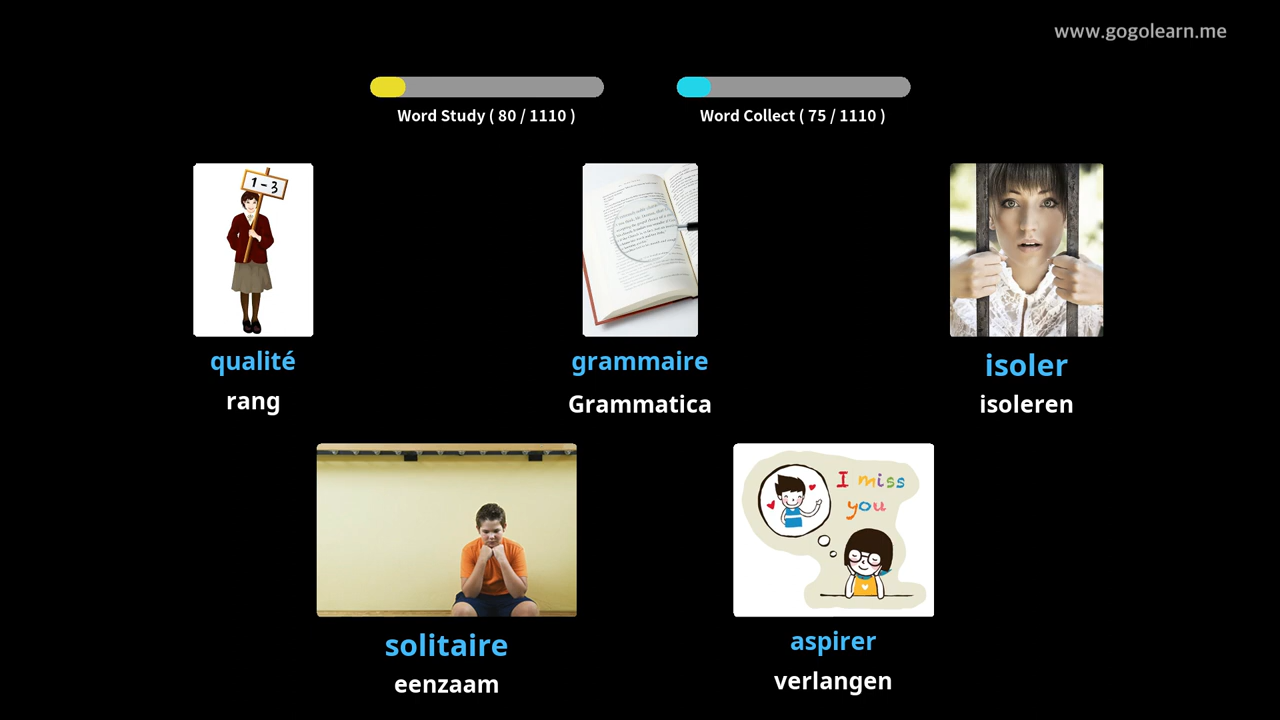 www.gogolearn.me
Word Study ( 80 / 1110 )
Word Collect ( 75 / 1110 )
1 - 3
qualité
grammaire
isoler
rang
Grammatica
isoleren
I miss
you
solitaire
aspirer
eenzaam
verlangen